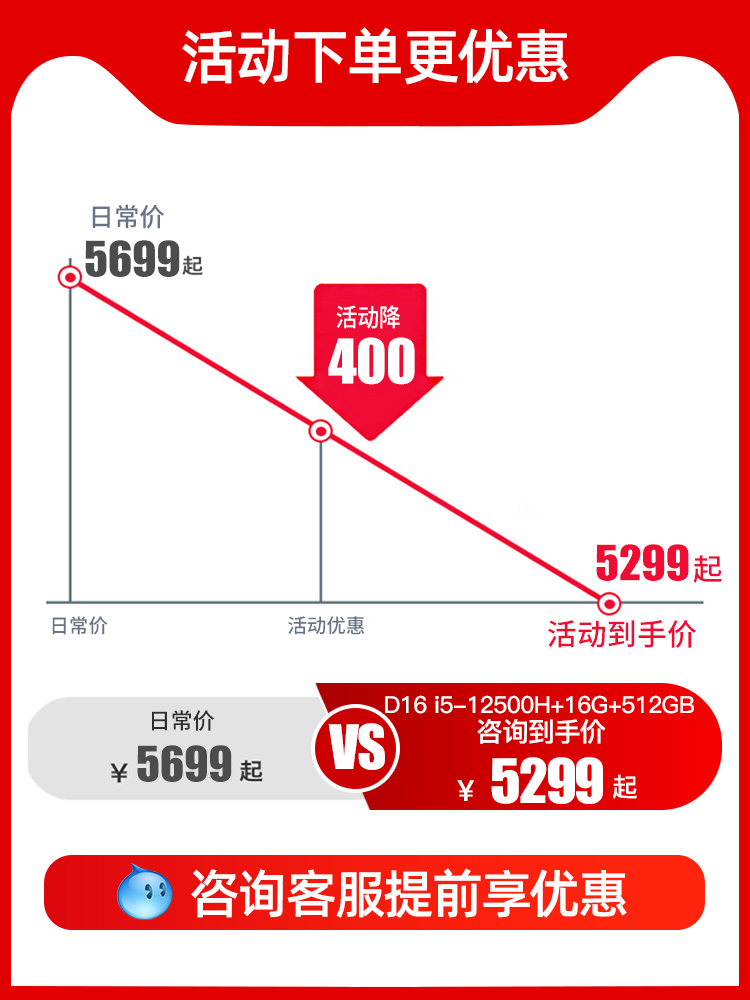 活动下单更优惠
日常价
5699起
活动降
400
5299起
日常价
活动优惠
活动到手价
日常价
¥ 5699 起
VS
D16 i5-12500H+16G+512GB
咨询到手价
¥ 5299 起
咨询客服提前享优惠